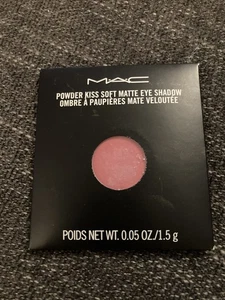 MAC
POWDER KISS SOFT MATTE EYE SHADOW
OMBRE À PAUPIÈRES MATE VELOUTÉE
POIDS NET WT. 0.05 OZ./1.5 g